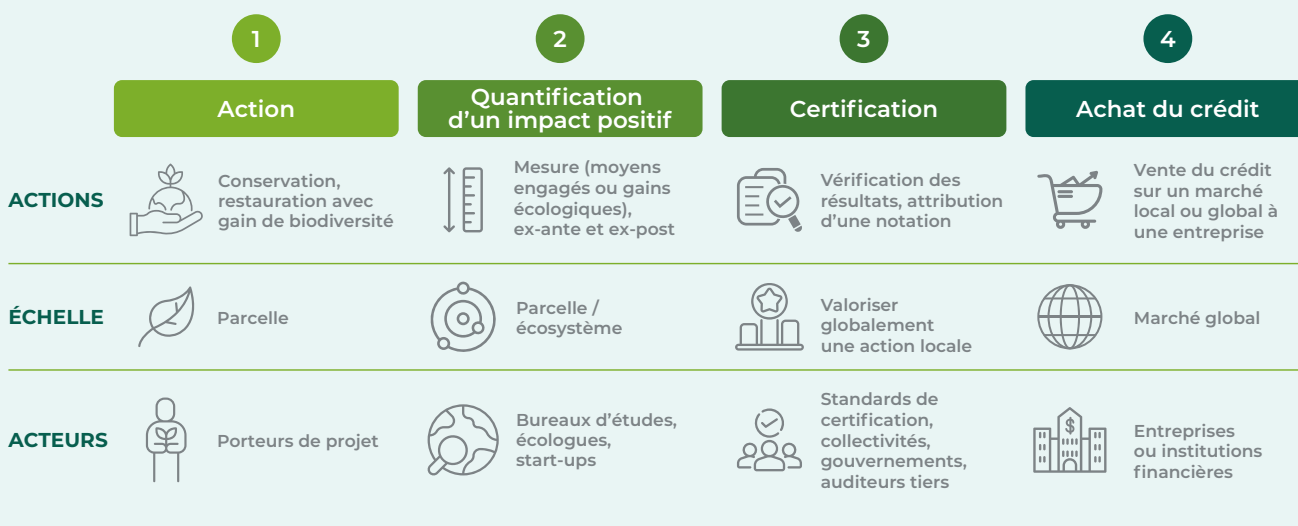 1
2
3
4
Action
Quantification
d’un impact positif
Certification
Achat du crédit
ACTIONS
Conservation,
restauration avec
gain de biodiversité
Mesure (moyens
engagés ou gains
écologiques),
ex-ante et ex-post
Vérification des
résultats, attribution
d’une notation
Vente du crédit
sur un marché
local ou global à
une entreprise
ÉCHELLE
Parcelle
Parcelle /
écosystème
Valoriser
globalement
une action locale
Marché global
ACTEURS
Porteurs de projet
Bureaux d’études,
écologues,
start-ups
Standards de
certification,
collectivités,
gouvernements,
auditeurs tiers
$
Entreprises
ou institutions
financières